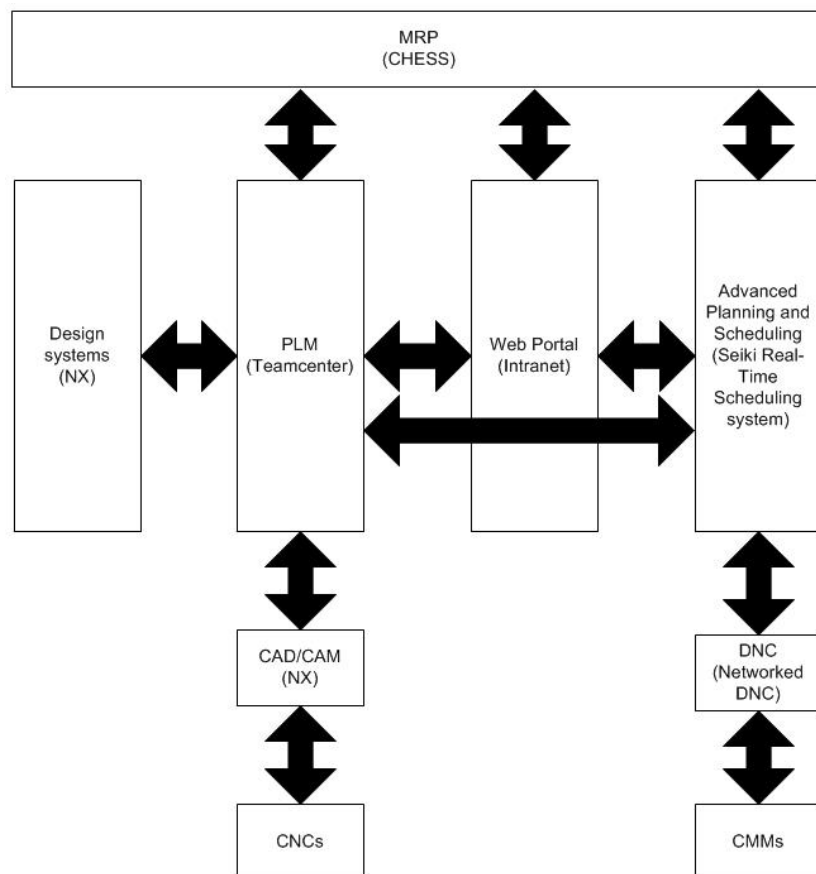 MRP
(CHESS)
Design
systems
(NX)
PLM
(Teamcenter)
Web Portal
(Intranet)
Advanced
Planning and
Scheduling
(Seiki Real-
Time
Scheduling
system)
CAD/CAM
(NX)
DNC
(Networked
DNC)
CNCs
CMMs